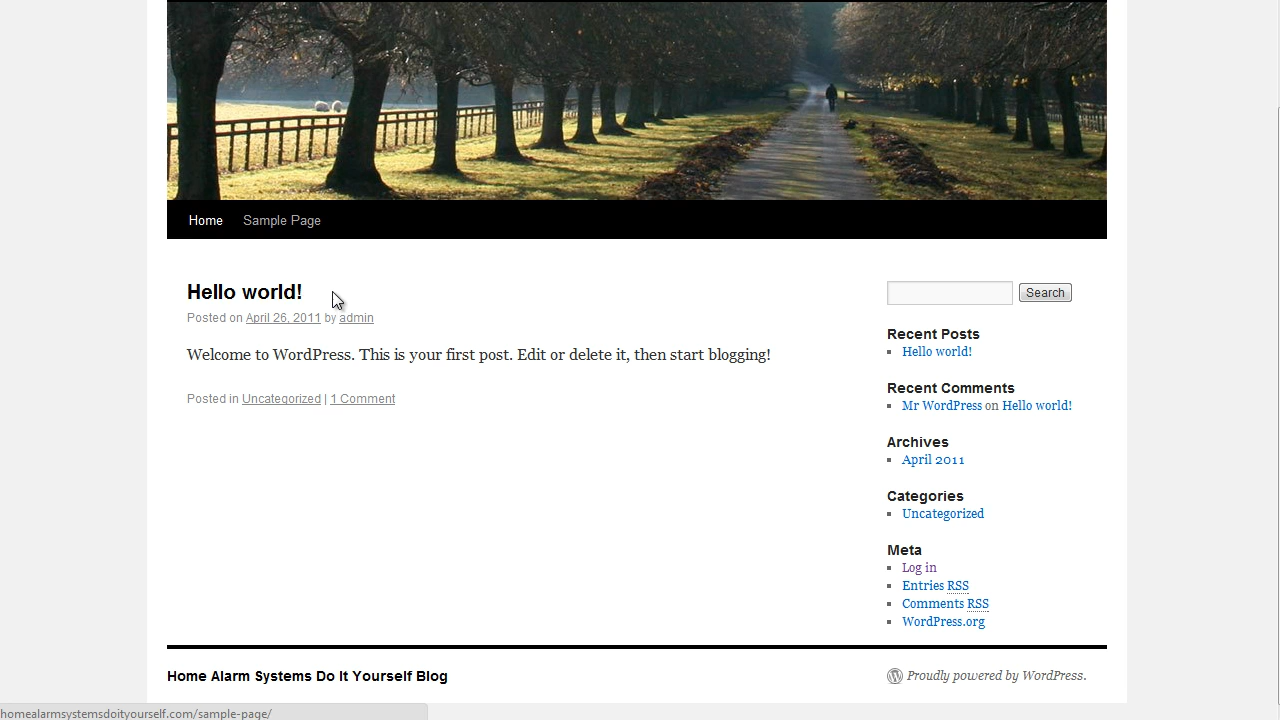 Home Sample Page
Hello world!
Posted on April 26, 2011 by admin
Welcome to WordPress. This is your first post. Edit or delete it, then start blogging!
Posted in Uncategorized | 1 Comment
Search
Recent Posts
Hello world!
Recent Comments
Mr WordPress on Hello world!
Archives
April 2011
Categories
Uncategorized
Meta
Log in
Entries RSS
Comments RSS
WordPress.org
Home Alarm Systems Do It Yourself Blog
Proudly powered by WordPress.
homealarmsystemsdoityourself.com/sample-page/